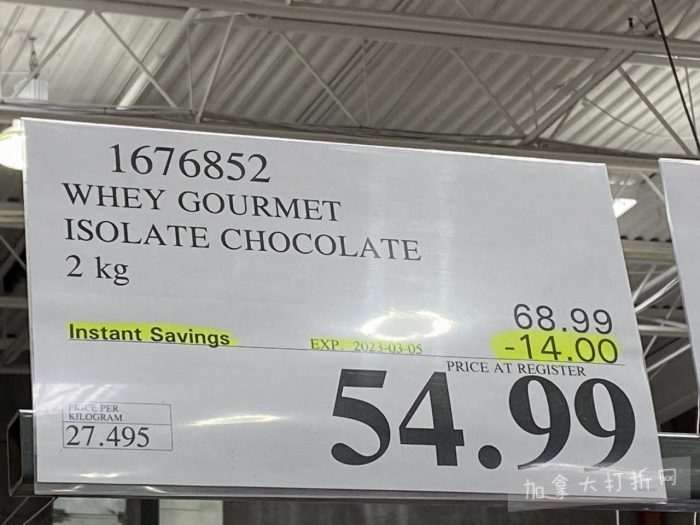 1676852
WHEY GOURMET
ISOLATE CHOCOLATE
2 kg
68.99
Instant Savings EXP. 2023-03-05 -14.00
PRICE AT REGISTER
54.99
PRICE PER
KILOGRAM
27.495
加拿大打折网